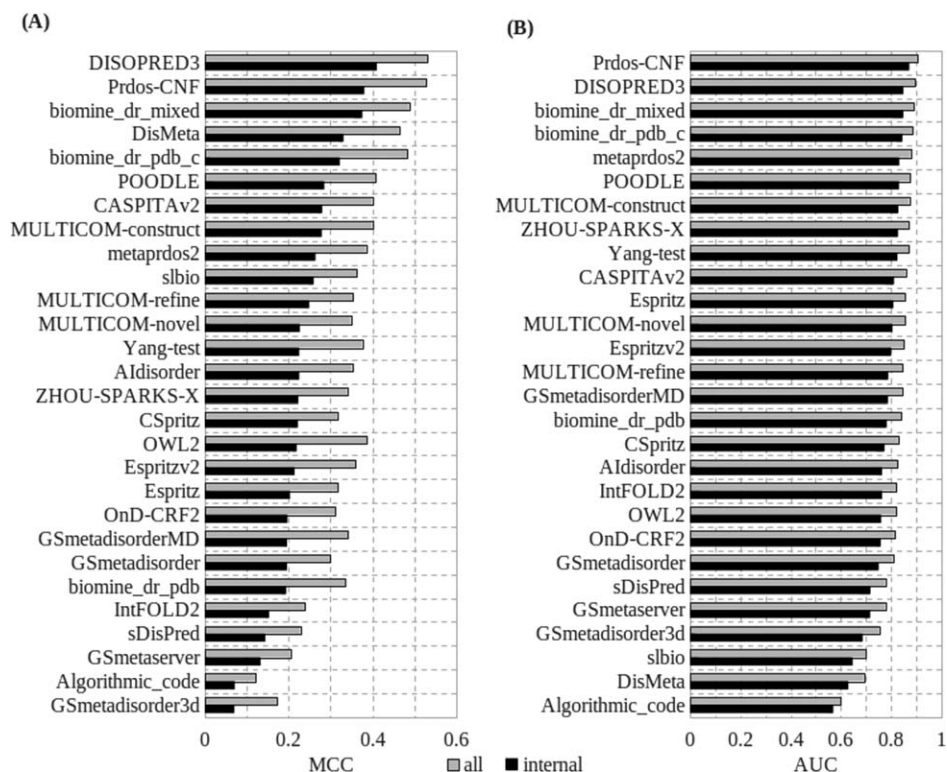 (A)
DISOPRED3
Prdos-CNF
biomine_dr_mixed
DisMeta
biomine_dr_pdb_c
POODLE
CASPITAv2
MULTICOM-construct
metaprdos2
slbio
MULTICOM-refine
MULTICOM-novel
Yang-test
AIdisorder
ZHOU-SPARKS-X
CSpritz
OWL2
Espritzv2
Espritz
OnD-CRF2
GSmetadisorderMD
GSmetadisorder
biomine_dr_pdb
IntFOLD2
sDisPred
GSmetaserver
Algorithmic_code
GSmetadisorder3d
0 0.2 0.4 0.6
MCC
(B)
Prdos-CNF
DISOPRED3
biomine_dr_mixed
biomine_dr_pdb_c
metaprdos2
POODLE
MULTICOM-construct
ZHOU-SPARKS-X
Yang-test
CASPITAv2
Espritz
MULTICOM-novel
Espritzv2
MULTICOM-refine
GSmetadisorderMD
biomine_dr_pdb
CSpritz
AIdisorder
IntFOLD2
OWL2
OnD-CRF2
GSmetadisorder
sDisPred
GSmetaserver
GSmetadisorder3d
slbio
DisMeta
Algorithmic_code
0 0.2 0.4 0.6 0.8 1
AUC
all internal